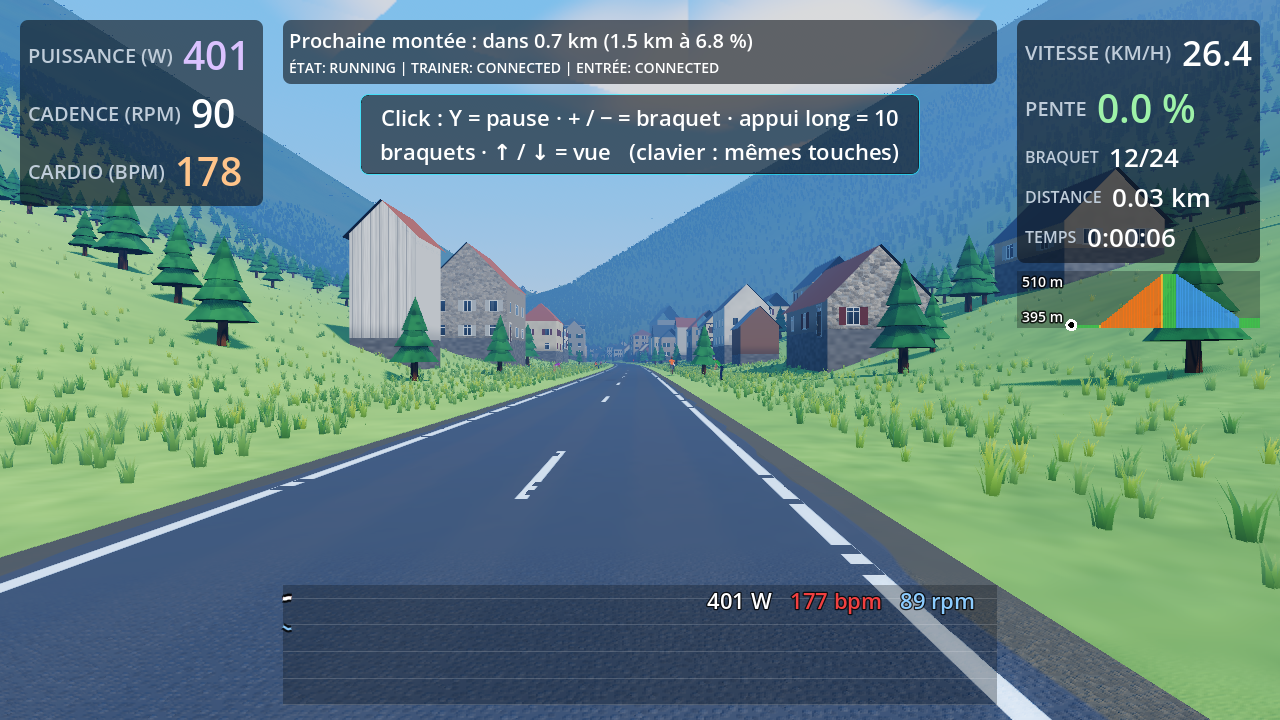 PUISSANCE (W) 401
CADENCE (RPM) 90
CARDIO (BPM) 178
Prochaine montée : dans 0.7 km (1.5 km à 6.8 %)
ÉTAT: RUNNING | TRAINER: CONNECTED | ENTRÉE: CONNECTED
Click : Y = pause · + / − = braquet · appui long = 10
braquets · ↑ / ↓ = vue (clavier : mêmes touches)
VITESSE (KM/H) 26.4
PENTE 0.0 %
BRAQUET 12/24
DISTANCE 0.03 km
TEMPS 0:00:06
510 m
395 m
401 W 177 bpm 89 rpm